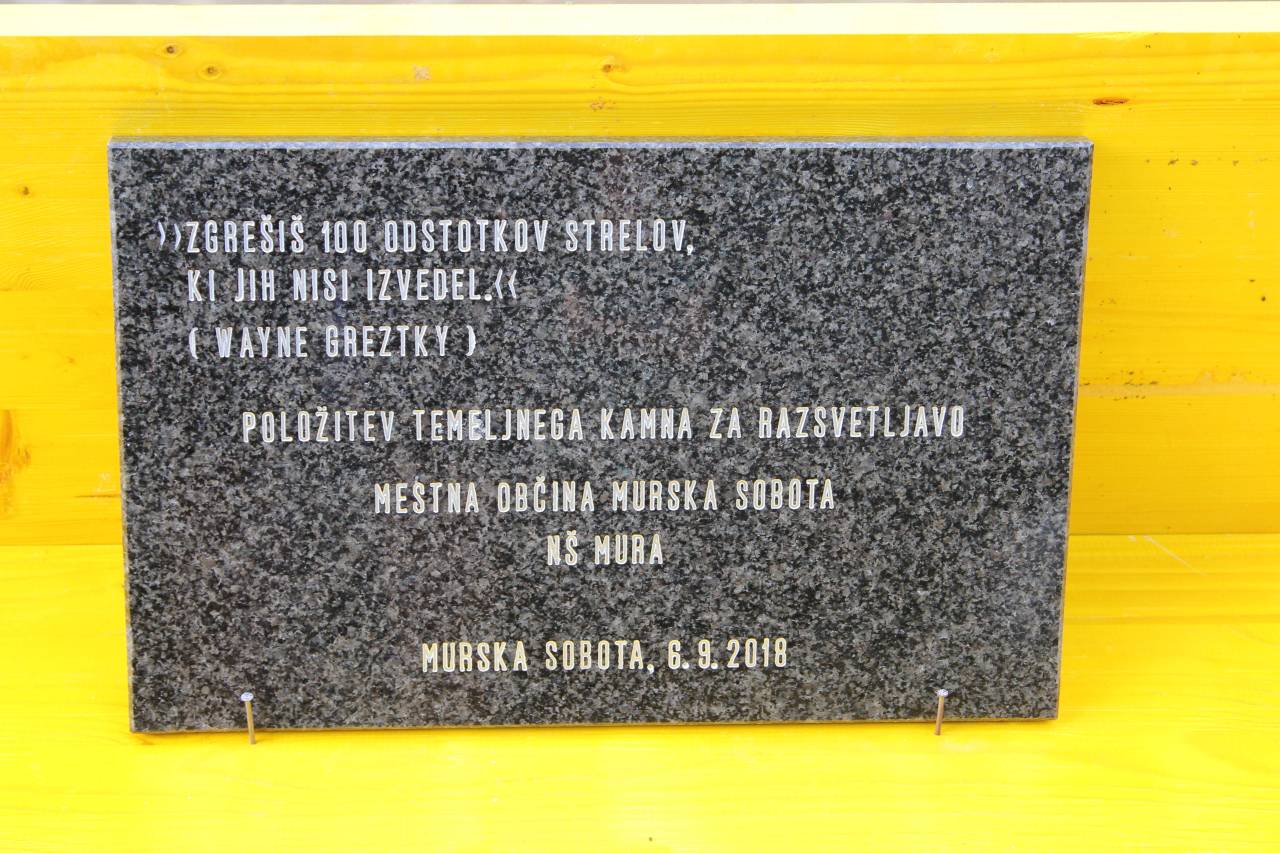 ››ZGREŠIŠ 100 ODSTOTKOV STRELOV,
KI JIH NISI IZVEDEL.‹‹
( WAYNE GREZTKY )
POLOŽITEV TEMELJNEGA KAMNA ZA RAZSVETLJAVO
MESTNA OBČINA MURSKA SOBOTA
NŠ MURA
MURSKA SOBOTA, 6.9.2018